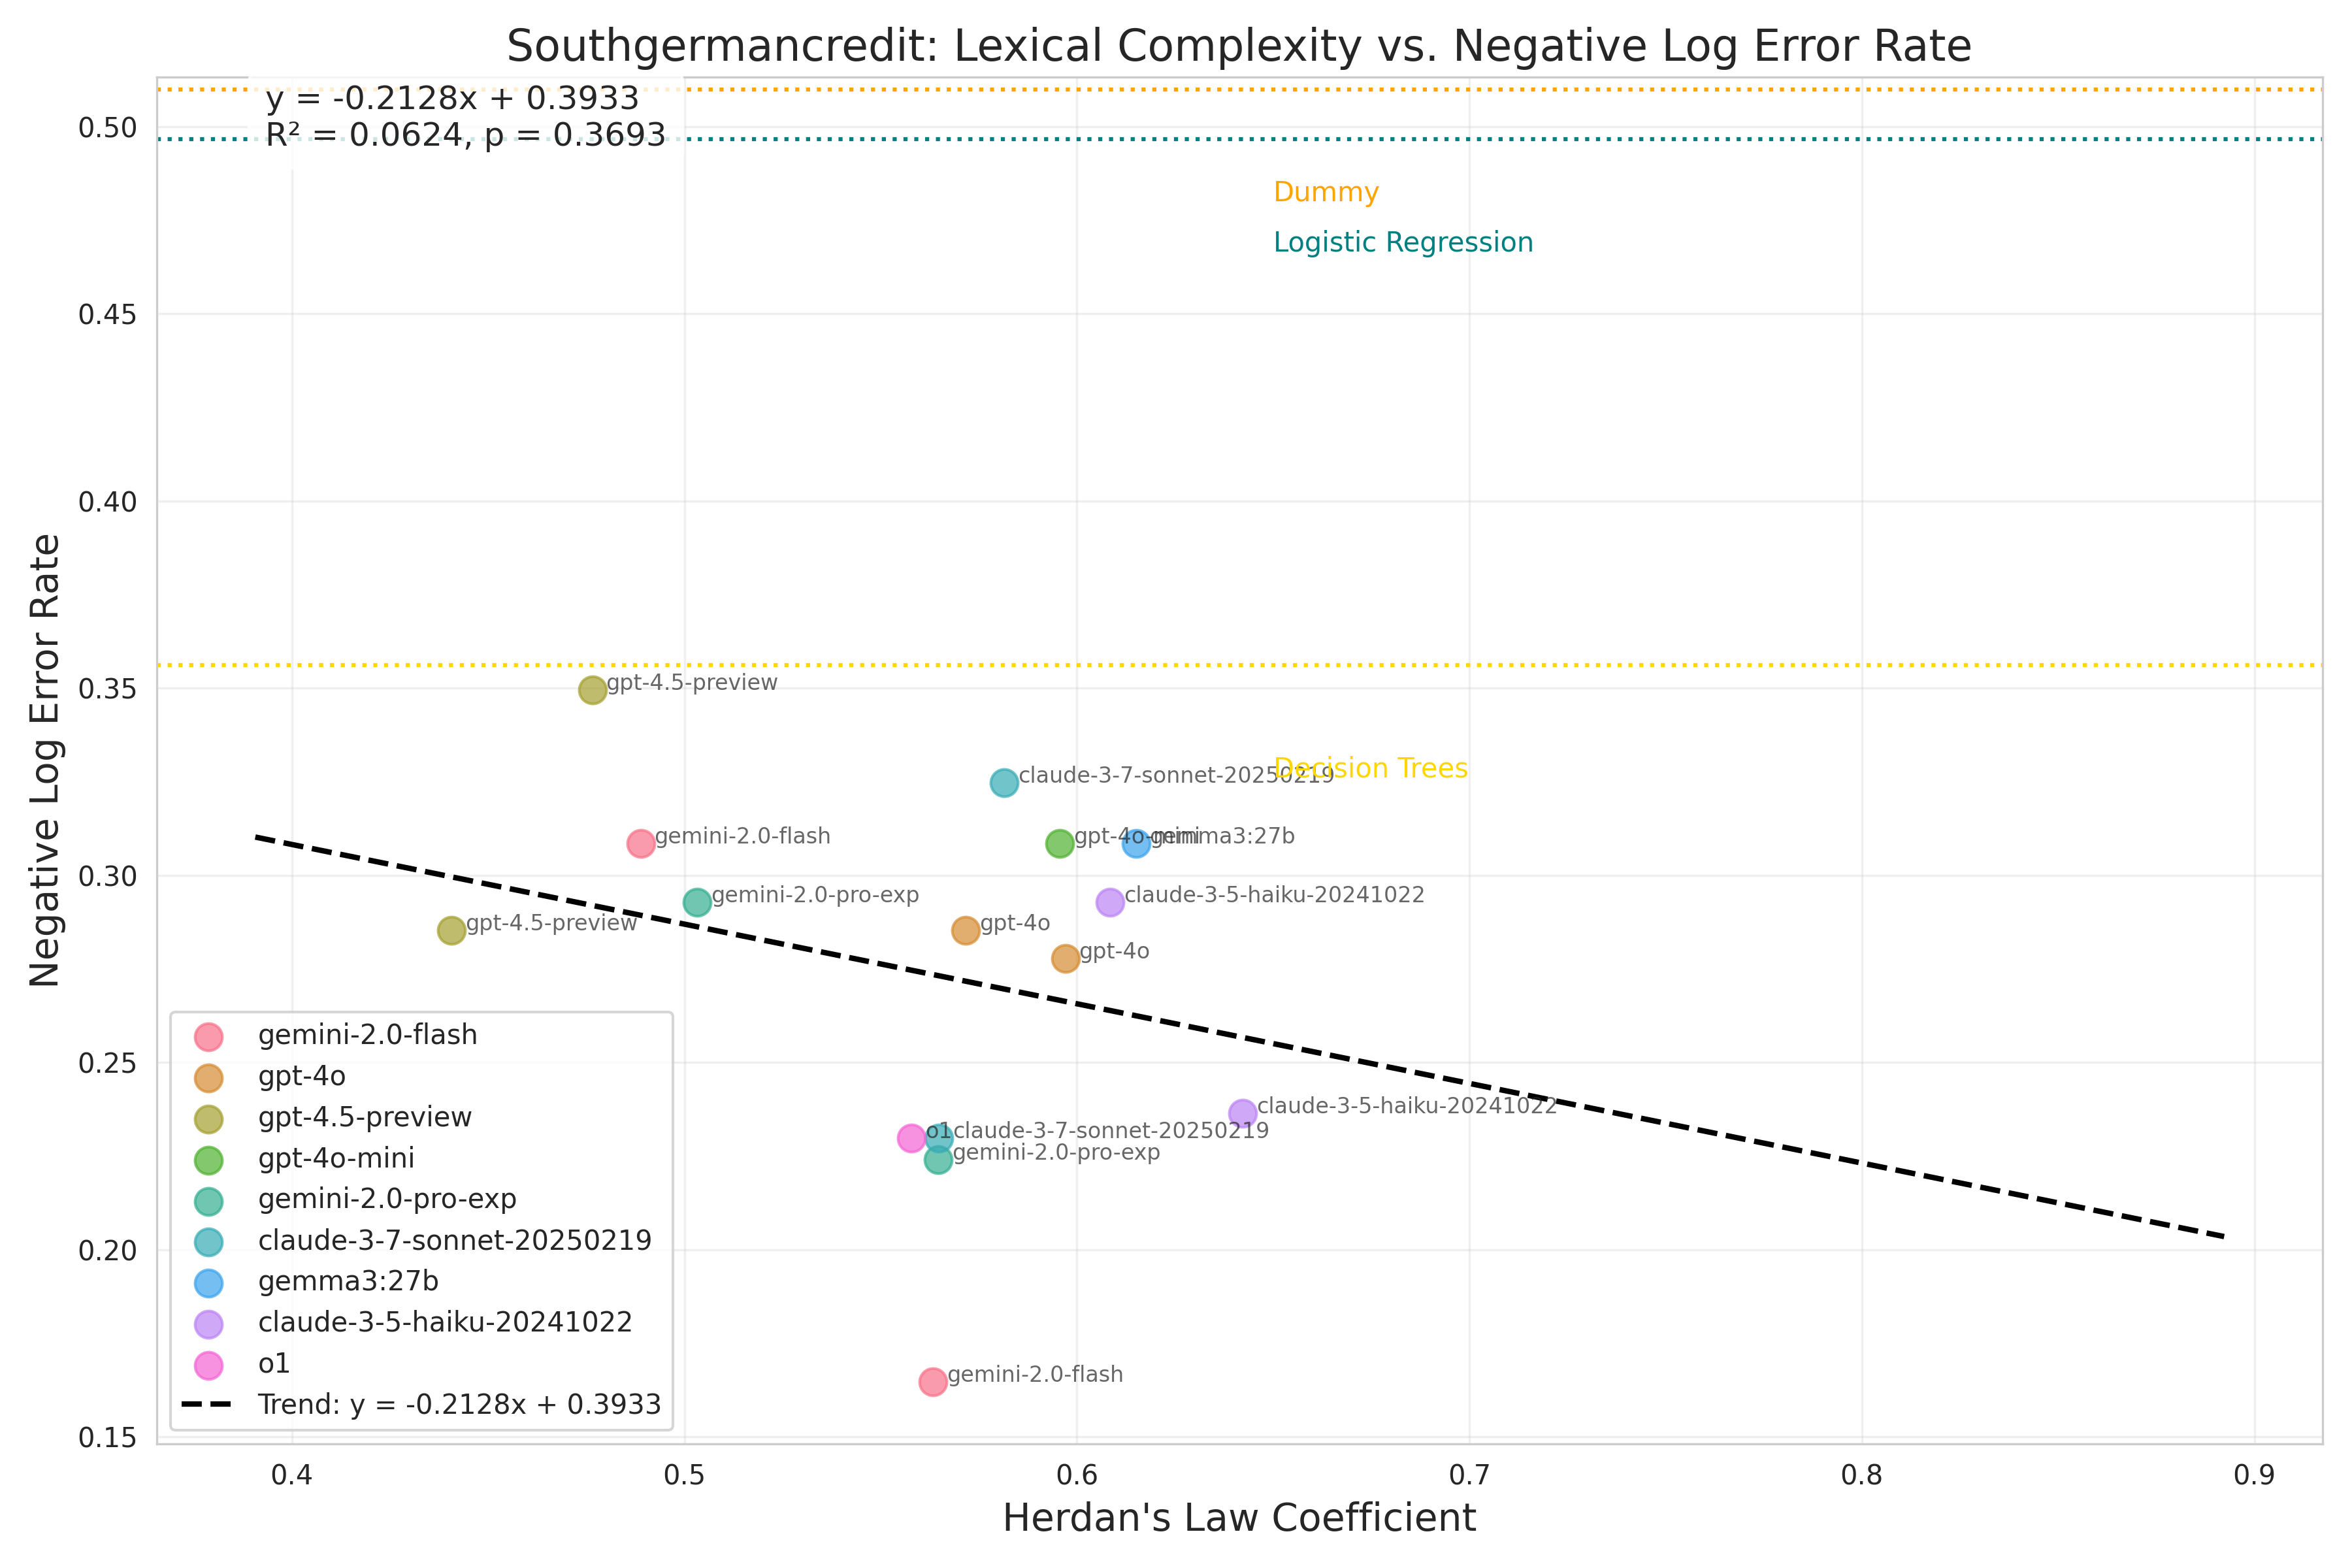 Southgermancredit: Lexical Complexity vs. Negative Log Error Rate
y = -0.2128x + 0.3933
R² = 0.0624, p = 0.3693
Dummy
Logistic Regression
Decision Trees
gpt-4.5-preview
claude-3-7-sonnet-20250219
gemini-2.0-flash
gpt-4o-mini
gemma3:27b
gemini-2.0-pro-exp
claude-3-5-haiku-20241022
gpt-4.5-preview
gpt-4o
gpt-4o
claude-3-5-haiku-20241022
o1
claude-3-7-sonnet-20250219
gemini-2.0-pro-exp
gemini-2.0-flash
gemini-2.0-flash
gpt-4o
gpt-4.5-preview
gpt-4o-mini
gemini-2.0-pro-exp
claude-3-7-sonnet-20250219
gemma3:27b
claude-3-5-haiku-20241022
o1
Trend: y = -0.2128x + 0.3933
Negative Log Error Rate
0.50
0.45
0.40
0.35
0.30
0.25
0.20
0.15
0.4
0.5
0.6
0.7
0.8
0.9
Herdan's Law Coefficient